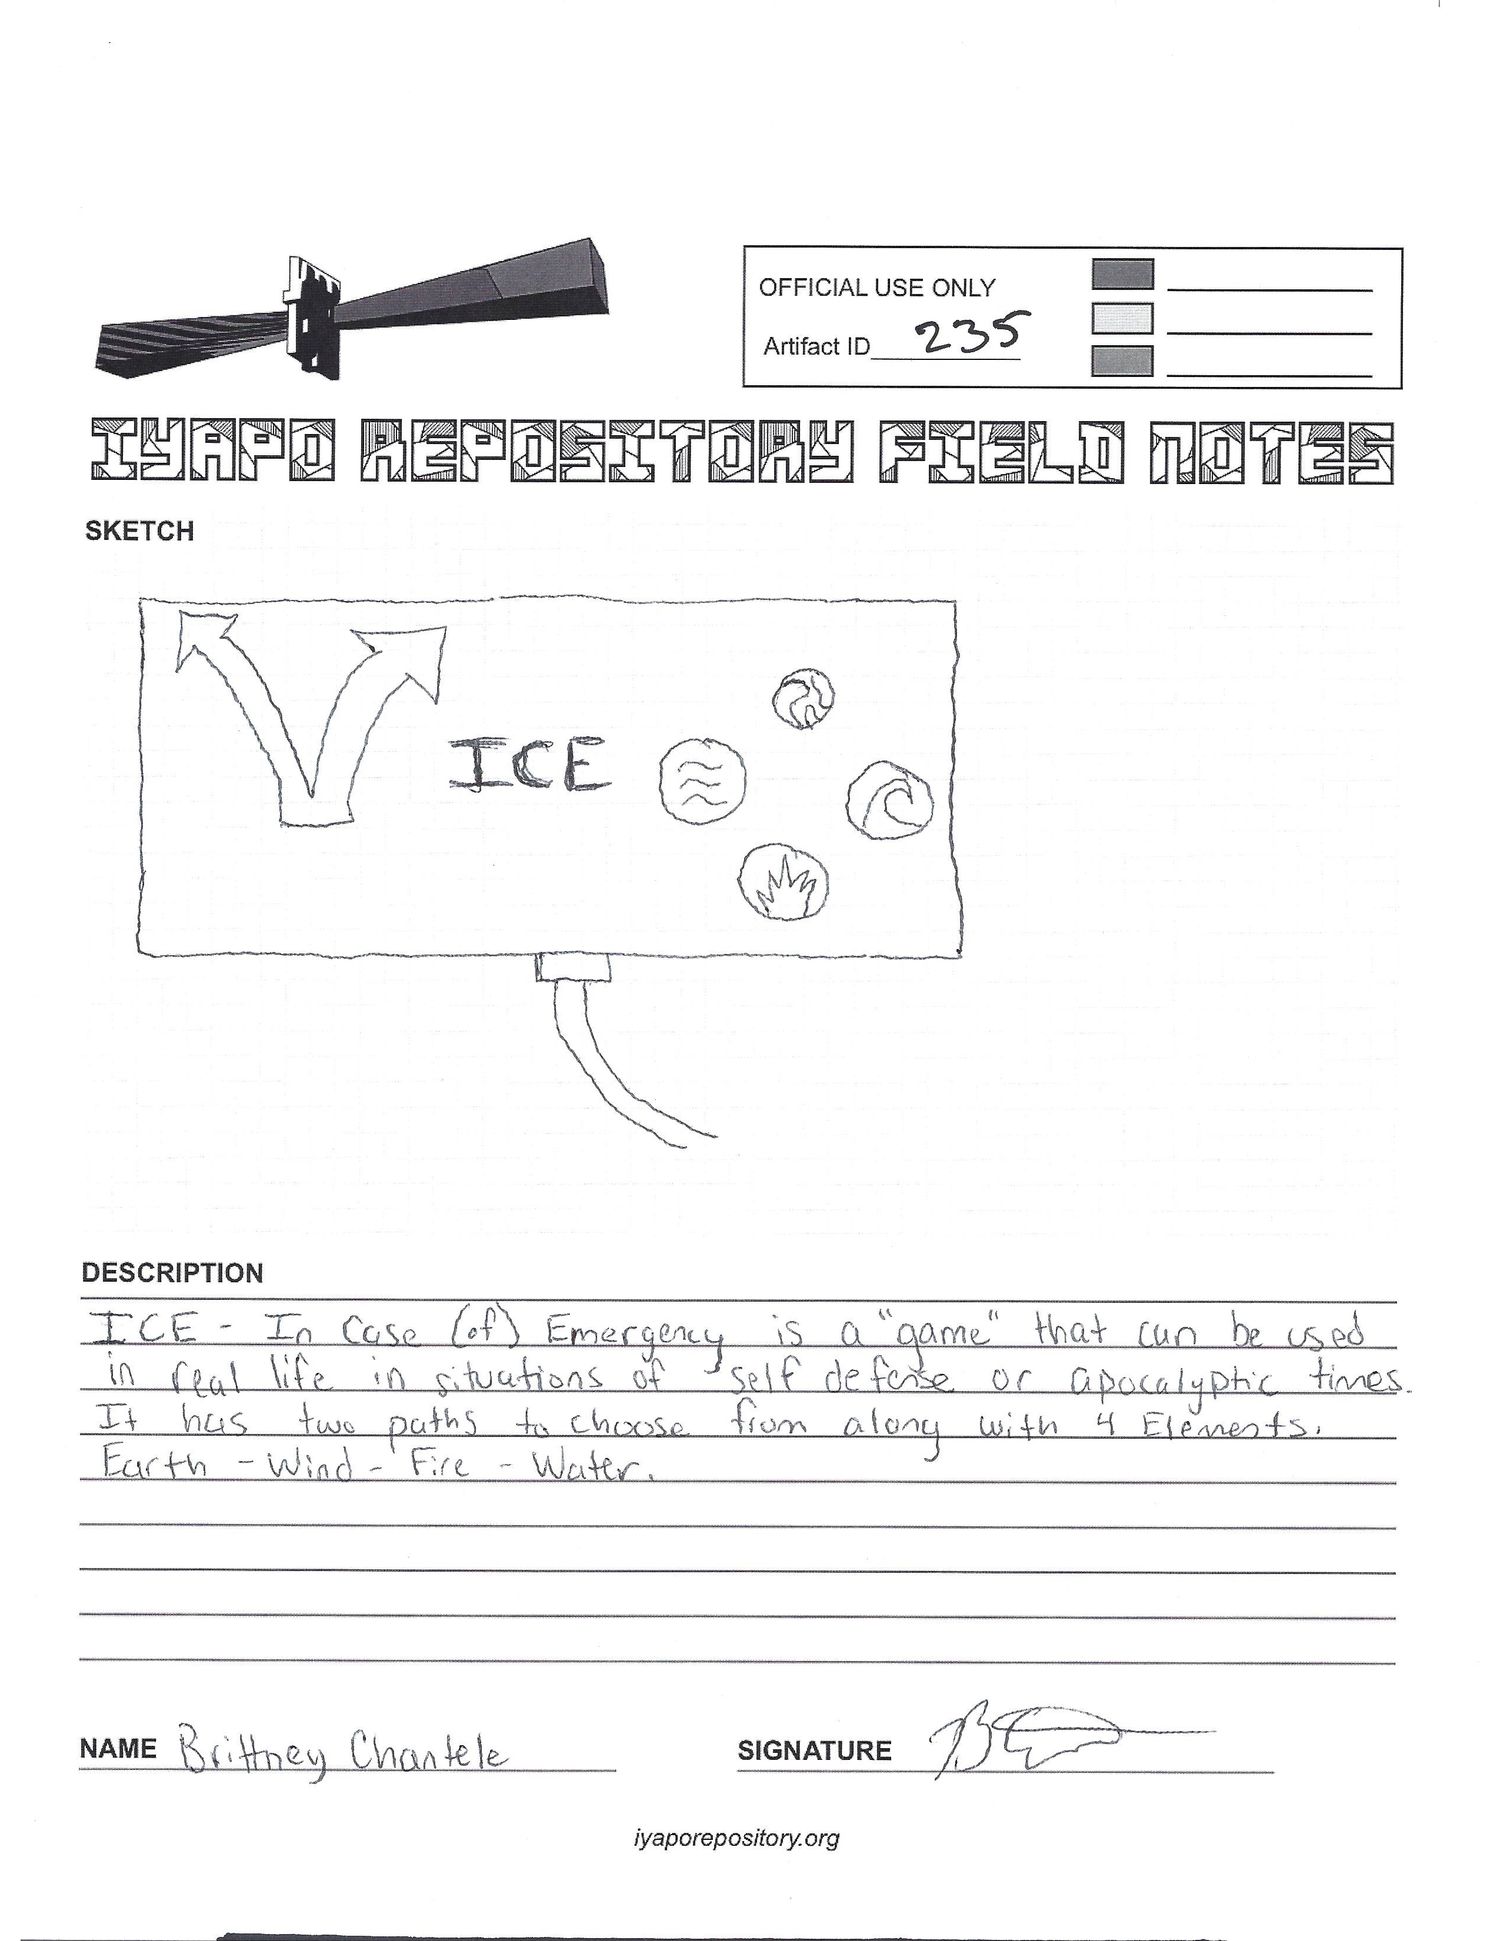 OFFICIAL USE ONLY
Artifact ID 235
IYAPO REPOSITORY FIELD NOTES
SKETCH
ICE
DESCRIPTION
ICE - In Case (of) Emergency is a "game" that can be used
in real life in situations of self defense or apocalyptic times.
It has two paths to choose from along with 4 Elements.
Earth - Wind - Fire - Water.
NAME Brittney Chantele
SIGNATURE
iyaporepository.org